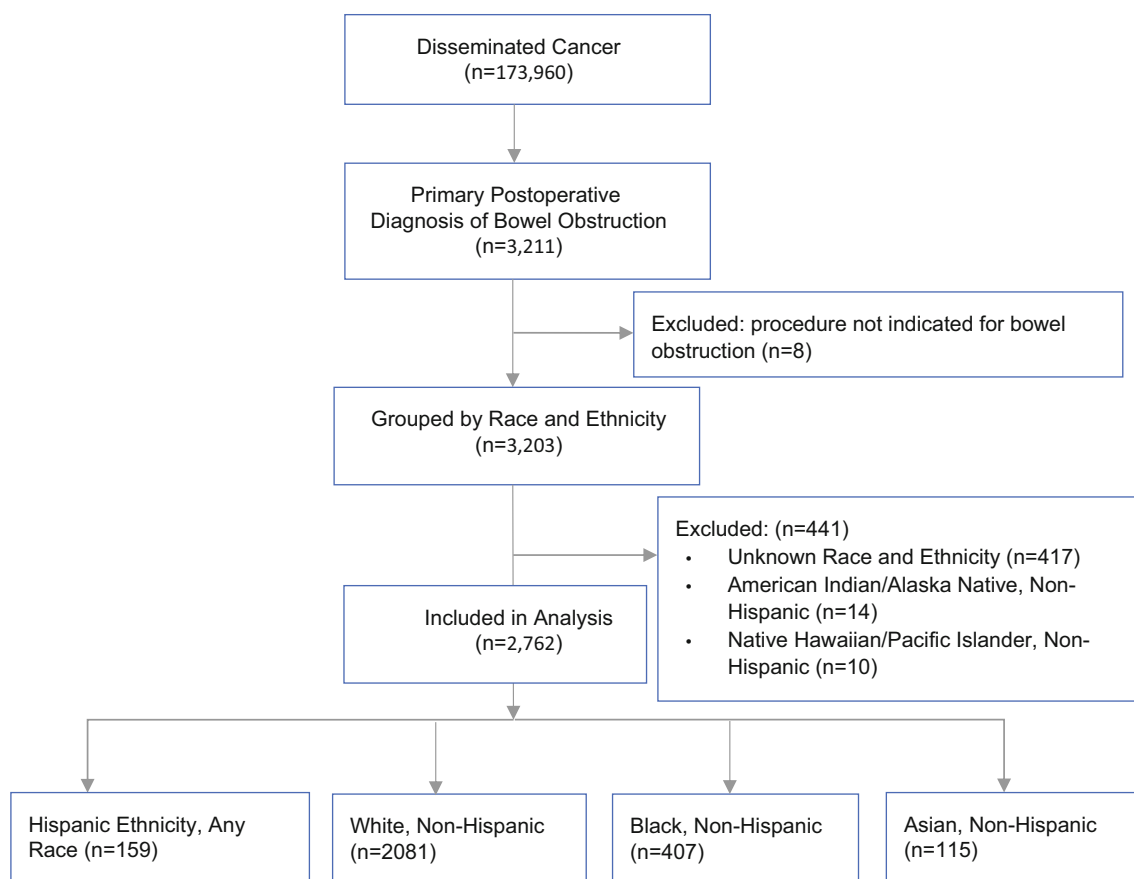 Disseminated Cancer
(n=173,960)
Primary Postoperative
Diagnosis of Bowel Obstruction
(n=3,211)
Excluded: procedure not indicated for bowel
obstruction (n=8)
Grouped by Race and Ethnicity
(n=3,203)
Excluded: (n=441)
• Unknown Race and Ethnicity (n=417)
• American Indian/Alaska Native, Non-
Hispanic (n=14)
• Native Hawaiian/Pacific Islander, Non-
Hispanic (n=10)
Included in Analysis
(n=2,762)
Hispanic Ethnicity, Any
Race (n=159)
White, Non-Hispanic
(n=2081)
Black, Non-Hispanic
(n=407)
Asian, Non-Hispanic
(n=115)